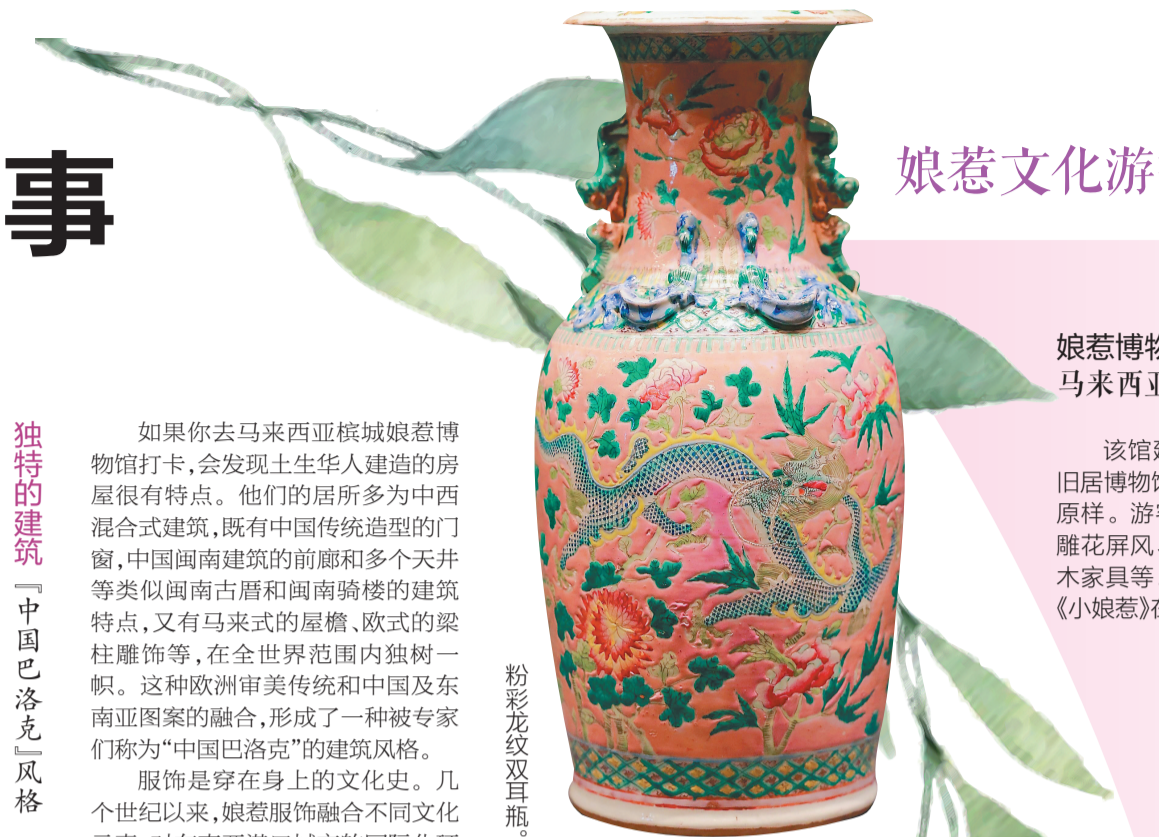 事
独特的建筑『中国巴洛克』风格
如果你去马来西亚槟城娘惹博
物馆打卡，会发现土生华人建造的房
屋很有特点。他们的居所多为中西
混合式建筑，既有中国传统造型的门
窗，中国闽南建筑的前廊和多个天井
等类似闽南古厝和闽南骑楼的建筑
特点，又有马来式的屋檐、欧式的梁
柱雕饰等，在全世界范围内独树一
帜。这种欧洲审美传统和中国及东
南亚图案的融合，形成了一种被专家
们称为“中国巴洛克”的建筑风格。
服饰是穿在身上的文化史。几
个世纪以来，娘惹服饰融合不同文化
粉彩龙纹双耳瓶。
娘惹文化游
娘惹博物
马来西亚
该馆建
旧居博物馆
原样。游客
雕花屏风、
木家具等
《小娘惹》在